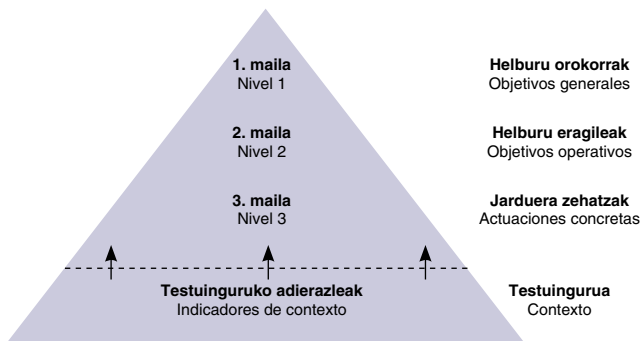 1. maila
Nivel 1
Helburu orokorrak
Objetivos generales
2. maila
Nivel 2
Helburu eragileak
Objetivos operativos
3. maila
Nivel 3
Jarduera zehatzak
Actuaciones concretas
Testuinguruko adierazleak
Indicadores de contexto
Testuingurua
Contexto